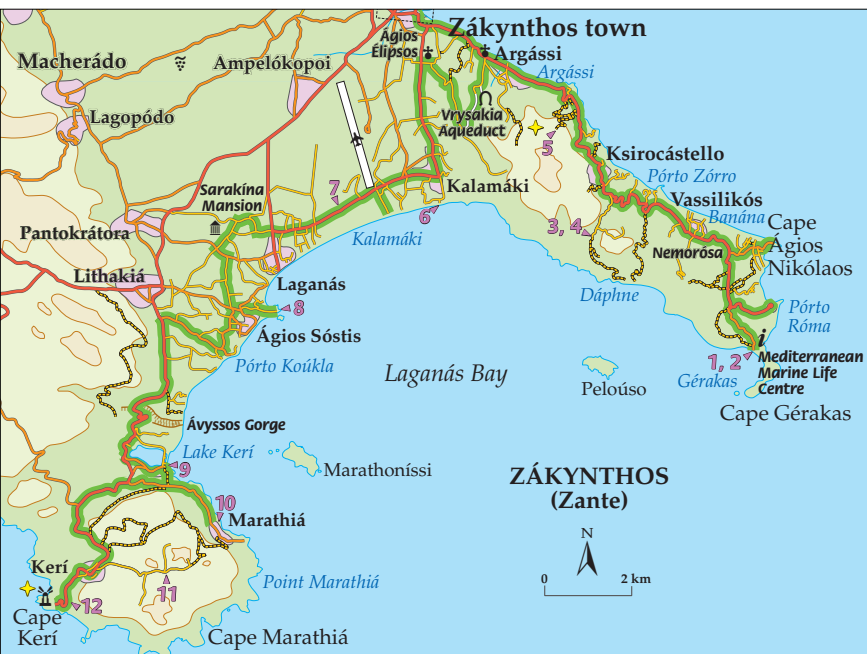 Zákynthos town
Ágios
Élipsos
Argássi
Argássi
Macherádo
Ampelókopoi
Lagopódo
Vrysakia
Aqueduct
5
Ksirocástello
Pórto Zórro
Sarakína
Mansion
7
Kalamáki
Vassilikós
Banána
6
3, 4
Cape
Ágios
Nikólaos
Pantokrátora
Kalamáki
Nemorósa
Lithakiá
Laganás
Dáphne
8
Pórto
Róma
Ágios Sóstis
i
Pórto Koúkla
Laganás Bay
1, 2
Mediterranean
Marine Life
Centre
Peloúso
Gérakas
Cape Gérakas
Ávyssos Gorge
Lake Kerí
9
Marathoníssi
ZÁKYNTHOS
(Zante)
10
Marathiá
N
Kerí
11
Point Marathiá
0 2 km
12
Cape
Kerí
Cape Marathiá